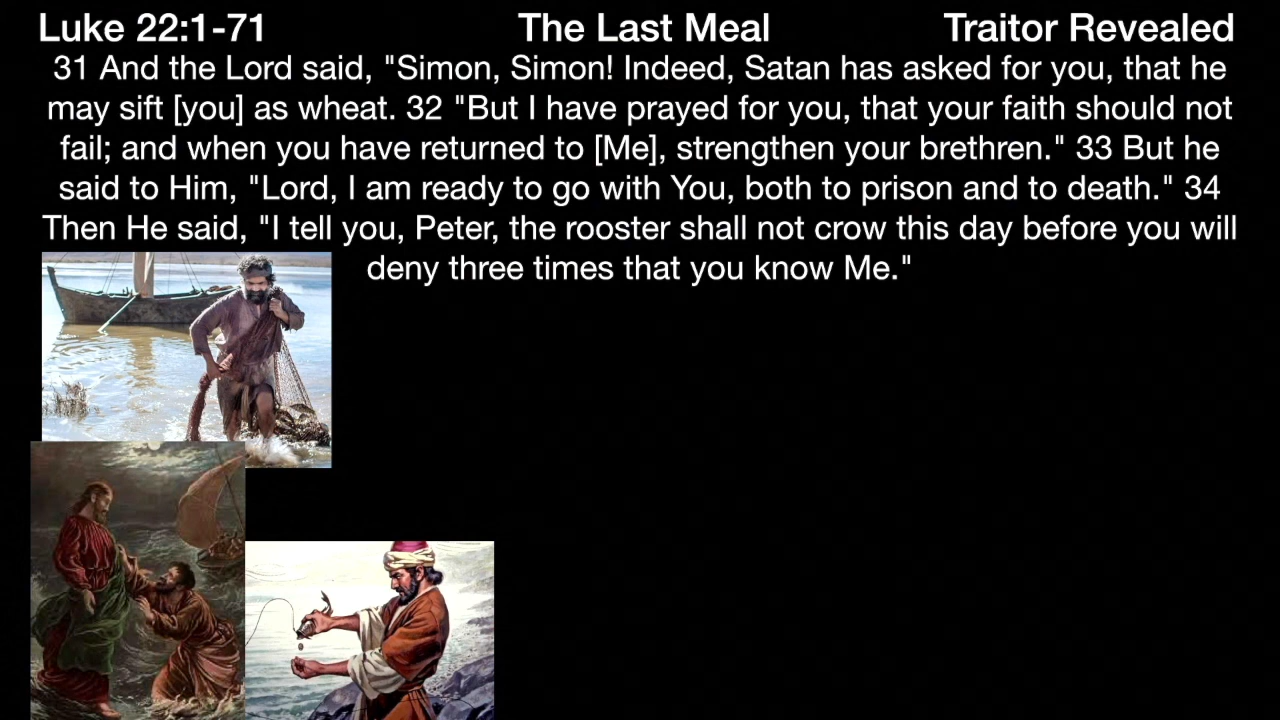 Luke 22:1-71 The Last Meal Traitor Revealed
31 And the Lord said, "Simon, Simon! Indeed, Satan has asked for you, that he
may sift [you] as wheat. 32 "But I have prayed for you, that your faith should not
fail; and when you have returned to [Me], strengthen your brethren." 33 But he
said to Him, "Lord, I am ready to go with You, both to prison and to death." 34
Then He said, "I tell you, Peter, the rooster shall not crow this day before you will
deny three times that you know Me."